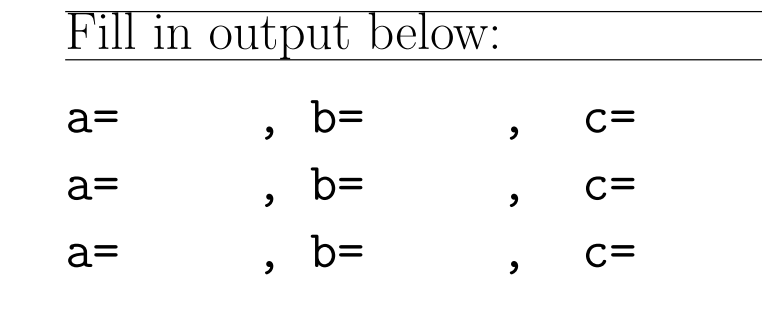 Fill in output below:
a= , b= , c=
a= , b= , c=
a= , b= , c=